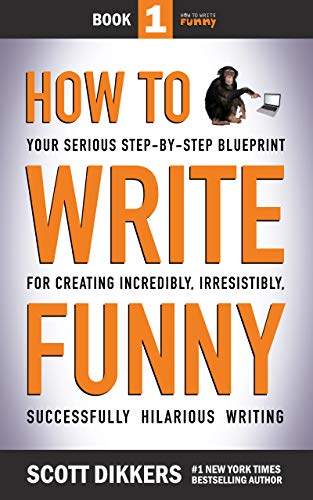 BOOK 1 HOW TO WRITE
FUNNY
HOW TO
YOUR SERIOUS STEP-BY-STEP BLUEPRINT
WRITE
FOR CREATING INCREDIBLY, IRRESISTIBLY,
FUNNY
SUCCESSFULLY HILARIOUS WRITING
SCOTT DIKKERS #1 NEW YORK TIMES
BESTSELLING AUTHOR